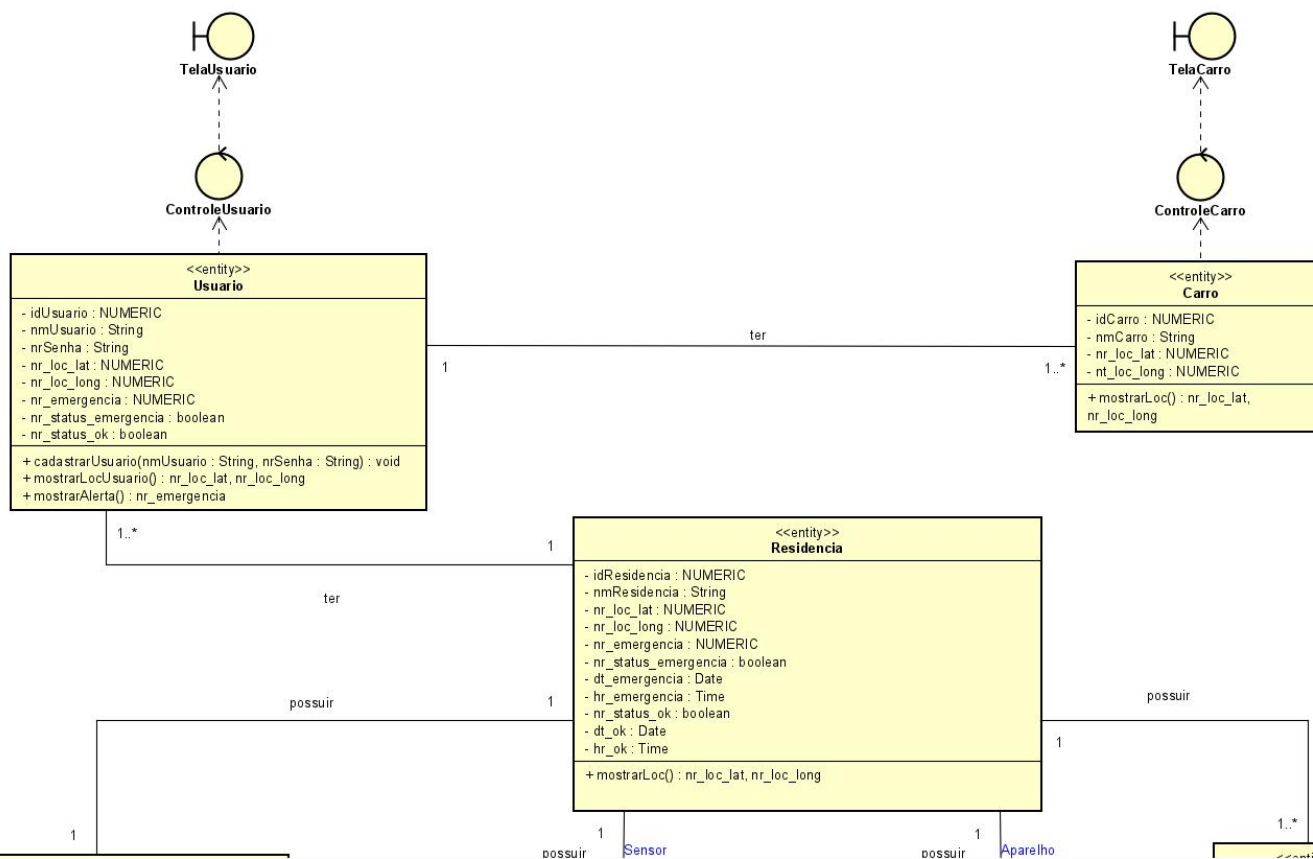 TelaUsuario
TelaCarro
ControleUsuario
ControleCarro
<<entity>>
Usuario
- idUsuario : NUMERIC
- nmUsuario : String
- nrSenha : String
- nr_loc_lat : NUMERIC
- nr_loc_long : NUMERIC
- nr_emergencia : NUMERIC
- nr_status_emergencia : boolean
- nr_status_ok : boolean
+ cadastrarUsuario(nmUsuario : String, nrSenha : String) : void
+ mostrarLocUsuario() : nr_loc_lat, nr_loc_long
+ mostrarAlerta() : nr_emergencia
ter
1
1..*
<<entity>>
Carro
- idCarro : NUMERIC
- nmCarro : String
- nr_loc_lat : NUMERIC
- nt_loc_long : NUMERIC
+ mostrarLoc() : nr_loc_lat,
nr_loc_long
1..*
1
ter
<<entity>>
Residencia
- idResidencia : NUMERIC
- nmResidencia : String
- nr_loc_lat : NUMERIC
- nr_loc_long : NUMERIC
- nr_emergencia : NUMERIC
- nr_status_emergencia : boolean
- dt_emergencia : Date
- hr_emergencia : Time
- nr_status_ok : boolean
- dt_ok : Date
- hr_ok : Time
+ mostrarLoc() : nr_loc_lat, nr_loc_long
possuir
1
possuir
1
1
1
possuir
Sensor
1
possuir
Aparelho
1..*